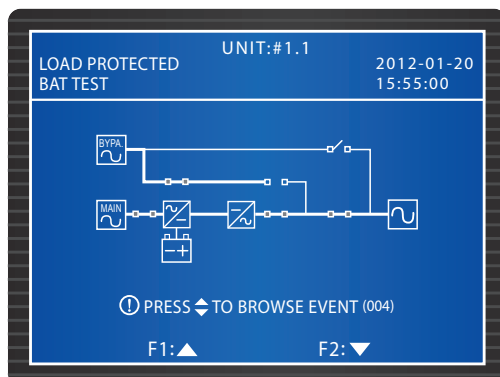 UNIT:#1.1
LOAD PROTECTED 2012-01-20
BAT TEST 15:55:00
BYPA.
MAIN
PRESS TO BROWSE EVENT (004)
F1: F2: